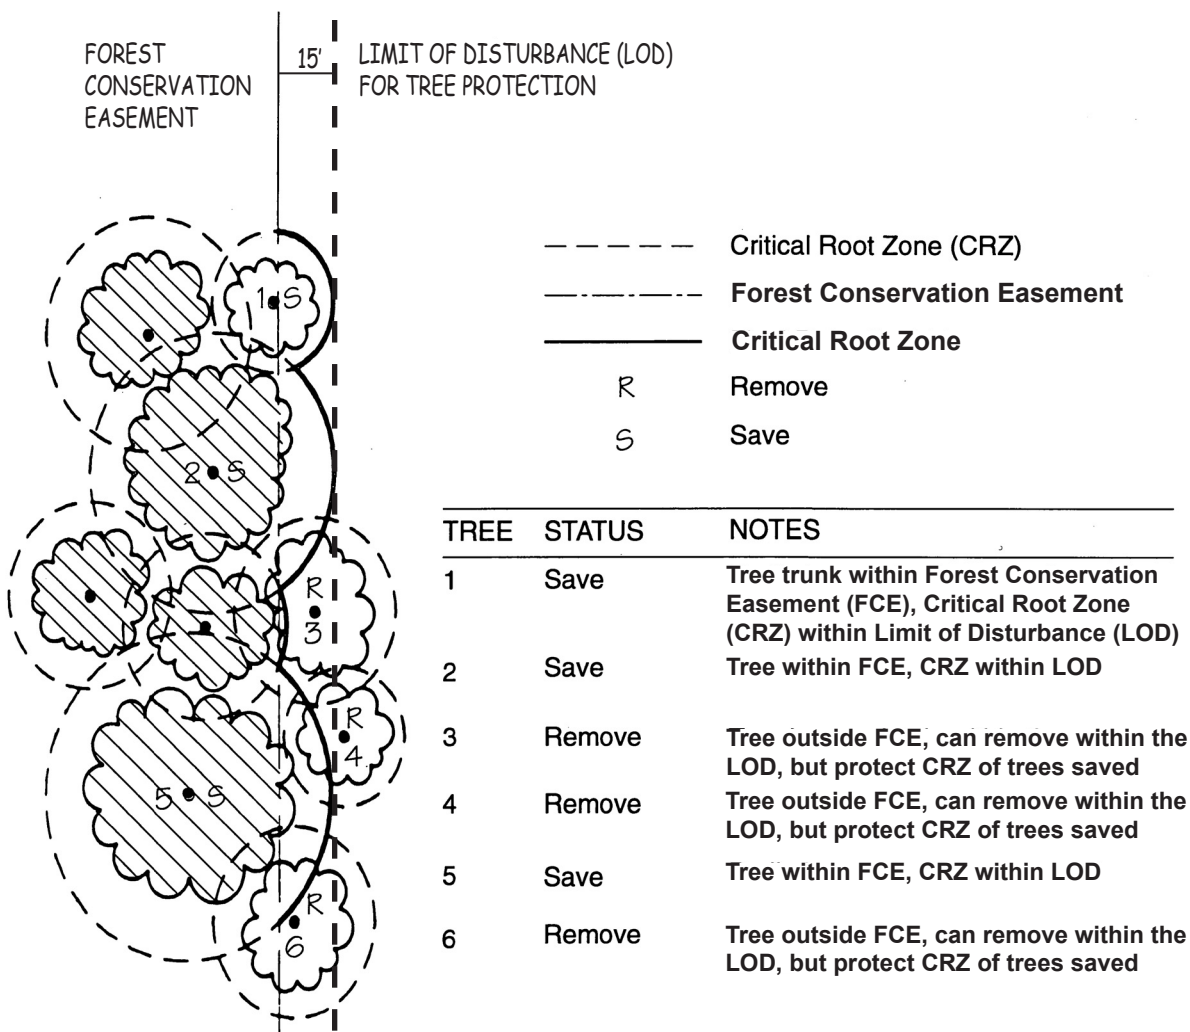 FOREST
CONSERVATION
EASEMENT
15'
LIMIT OF DISTURBANCE (LOD)
FOR TREE PROTECTION
Critical Root Zone (CRZ)
Forest Conservation Easement
Critical Root Zone
R Remove
S Save
1 S
2 S
R
3
R
4
5 S
R
6
TREE STATUS NOTES
1 Save Tree trunk within Forest Conservation
Easement (FCE), Critical Root Zone
(CRZ) within Limit of Disturbance (LOD)
2 Save Tree within FCE, CRZ within LOD
3 Remove Tree outside FCE, can remove within the
LOD, but protect CRZ of trees saved
4 Remove Tree outside FCE, can remove within the
LOD, but protect CRZ of trees saved
5 Save Tree within FCE, CRZ within LOD
6 Remove Tree outside FCE, can remove within the
LOD, but protect CRZ of trees saved